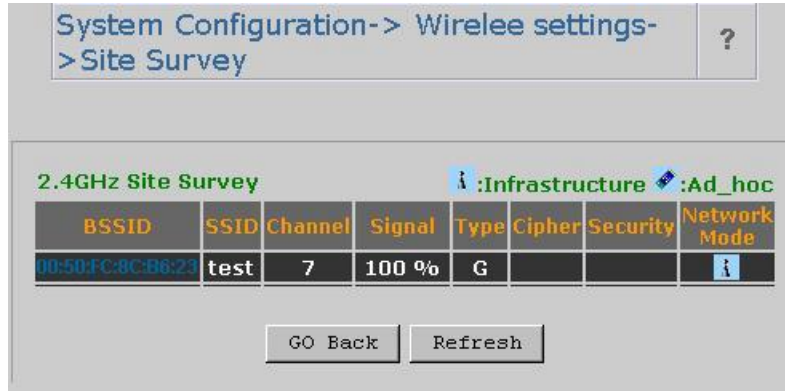 System Configuration-> Wirelee settings-
>Site Survey
?
2.4GHz Site Survey :Infrastructure :Ad_hoc
BSSID SSID Channel Signal Type Cipher Security Network Mode
00:50:FC:8C:B6:23 test 7 100 % G
GO Back Refresh